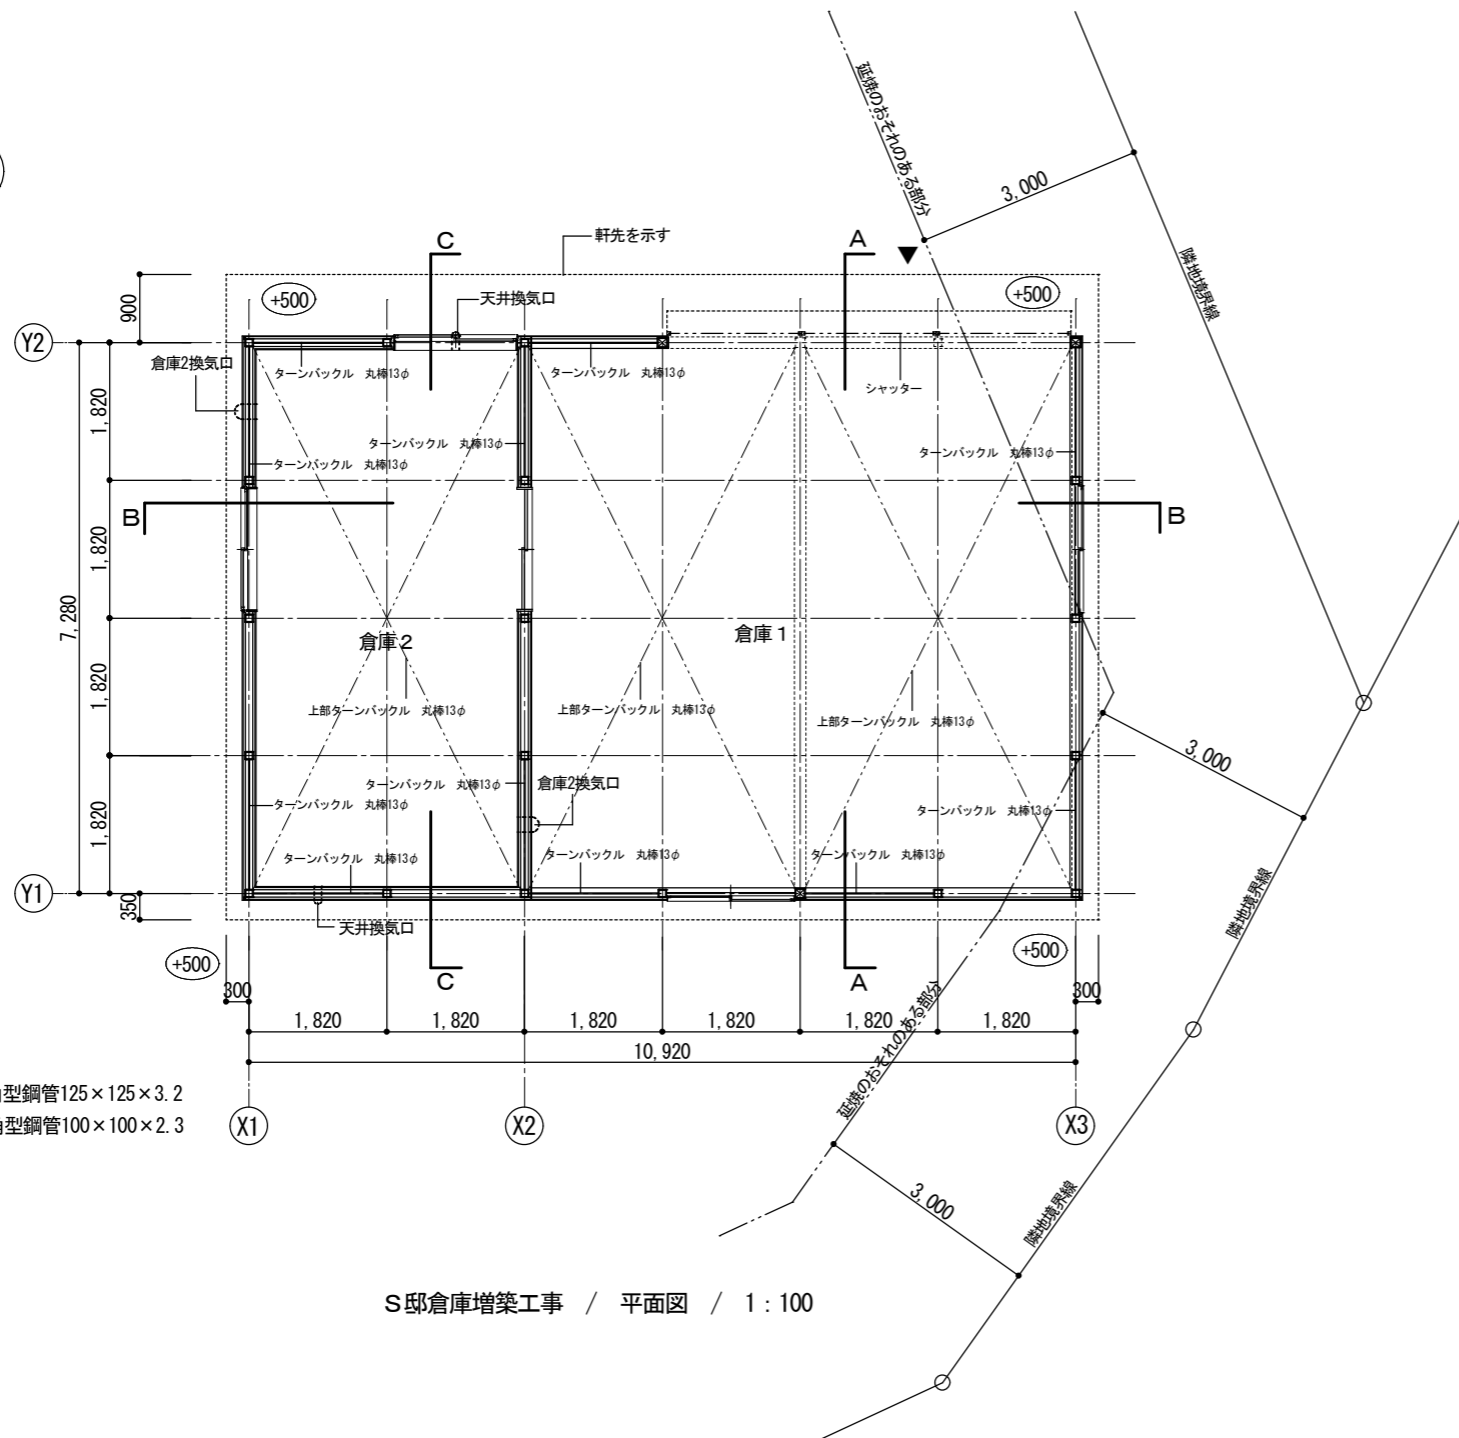 延焼のおそれのある部分
3,000
隣地境界線
軒先を示す
C
A
▼
+500
+500
天井換気口
900
Y2
倉庫2換気口
ターンバックル 丸棒13φ
ターンバックル 丸棒13φ
シャッター
1,820
ターンバックル 丸棒13φ
ターンバックル 丸棒13φ
ターンバックル 丸棒13φ
B
B
1,820
7,280
倉庫2
倉庫1
1,820
上部ターンバックル 丸棒13φ
上部ターンバックル 丸棒13φ
上部ターンバックル 丸棒13φ
3,000
ターンバックル 丸棒13φ
倉庫2換気口
ターンバックル 丸棒13φ
ターンバックル 丸棒13φ
1,820
ターンバックル 丸棒13φ
ターンバックル 丸棒13φ
ターンバックル 丸棒13φ
Y1
350
天井換気口
隣地境界線
+500
+500
C
A
300
300
1,820
1,820
1,820
1,820
1,820
1,820
10,920
延焼のおそれのある部分
型鋼管125×125×3.2
型鋼管100×100×2.3
X1
X2
X3
3,000
隣地境界線
S邸倉庫増築工事 / 平面図 / 1:100